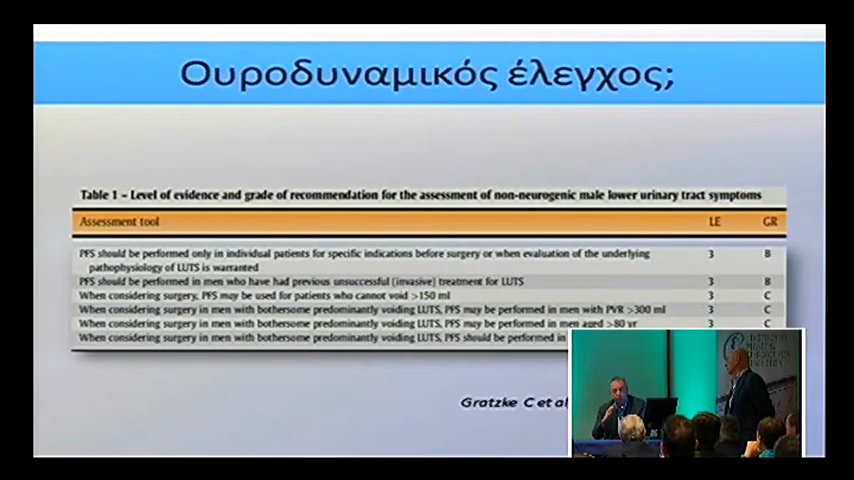 Ουροδυναμικός έλεγχος;
Table 1 – Level of evidence and grade of recommendation for the assessment of non-neurogenic male lower urinary tract symptoms
Assessment tool LE GR
PFS should be performed only in individual patients for specific indications before surgery or when evaluation of the underlying 3 B
pathophysiology of LUTS is warranted
PFS should be performed in men who have had previous unsuccessful (invasive) treatment for LUTS 3 B
When considering surgery, PFS may be used for patients who cannot void >150 ml 3 C
When considering surgery in men with bothersome predominantly voiding LUTS, PFS may be performed in men with PVR >300 ml 3 C
When considering surgery in men with bothersome predominantly voiding LUTS, PFS may be performed in men aged >80 yr 3 C
When considering surgery in men with bothersome predominantly voiding LUTS, PFS should be performed in
Gratzke C et al